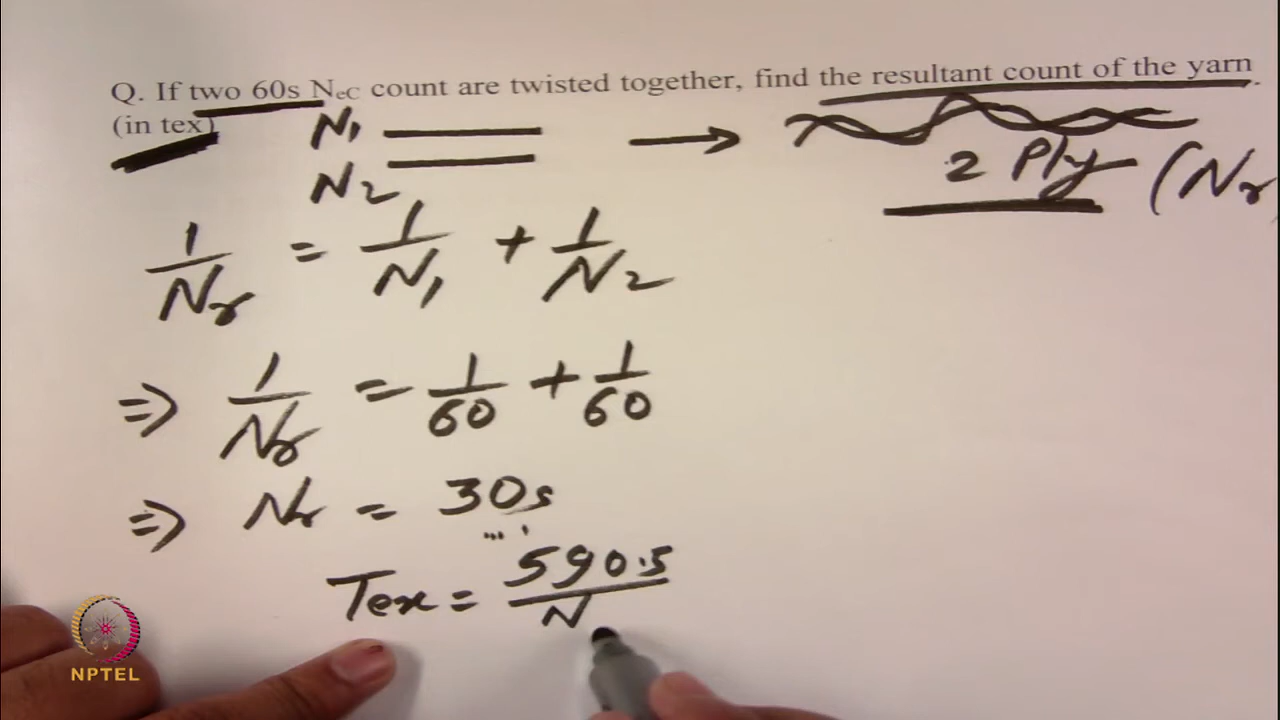 Q. If two 60s NeC count are twisted together, find the resultant count of the yarn.
(in tex)
N1
N2
2 Ply (Nr
1/Nr = 1/N1 + 1/N2
⇒ 1/Nr = 1/60 + 1/60
⇒ Nr = 30s
Tex = 590.5/N
NPTEL